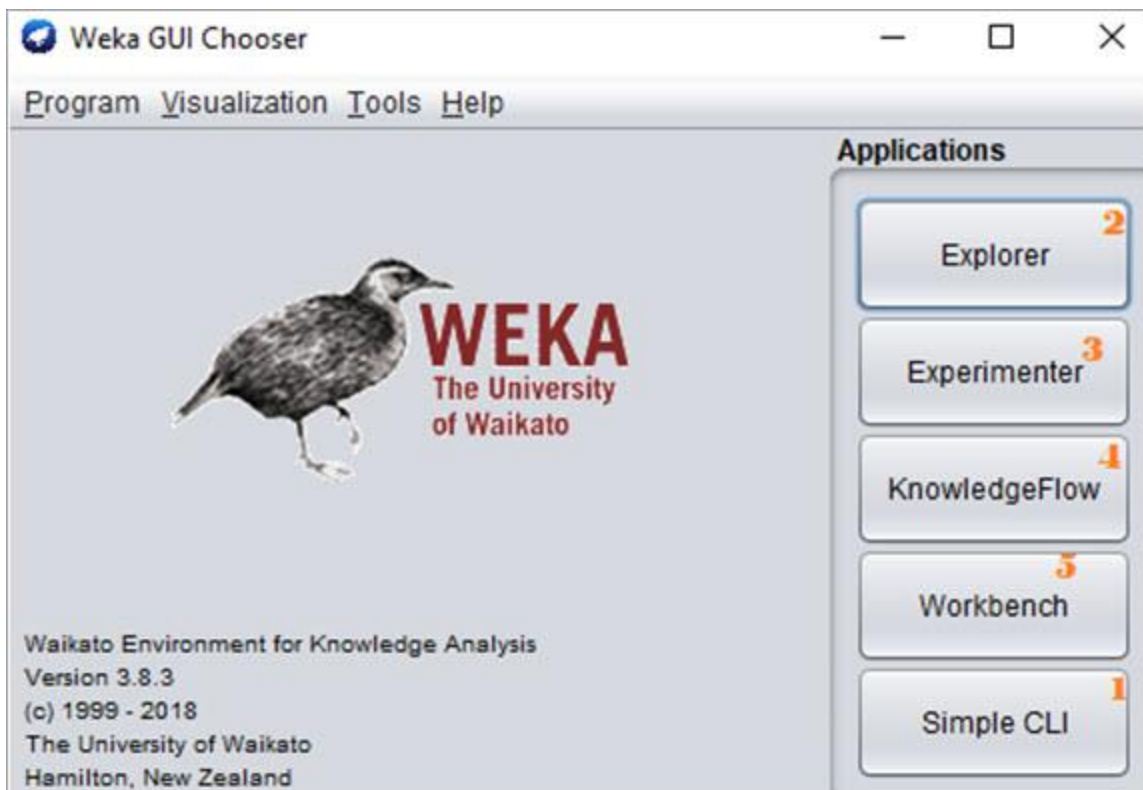 Weka GUI Chooser
Program Visualization Tools Help
Applications
2
Explorer
3
Experimenter
4
KnowledgeFlow
5
Workbench
1
Simple CLI
WEKA
The University
of Waikato
Waikato Environment for Knowledge Analysis
Version 3.8.3
(c) 1999 - 2018
The University of Waikato
Hamilton, New Zealand